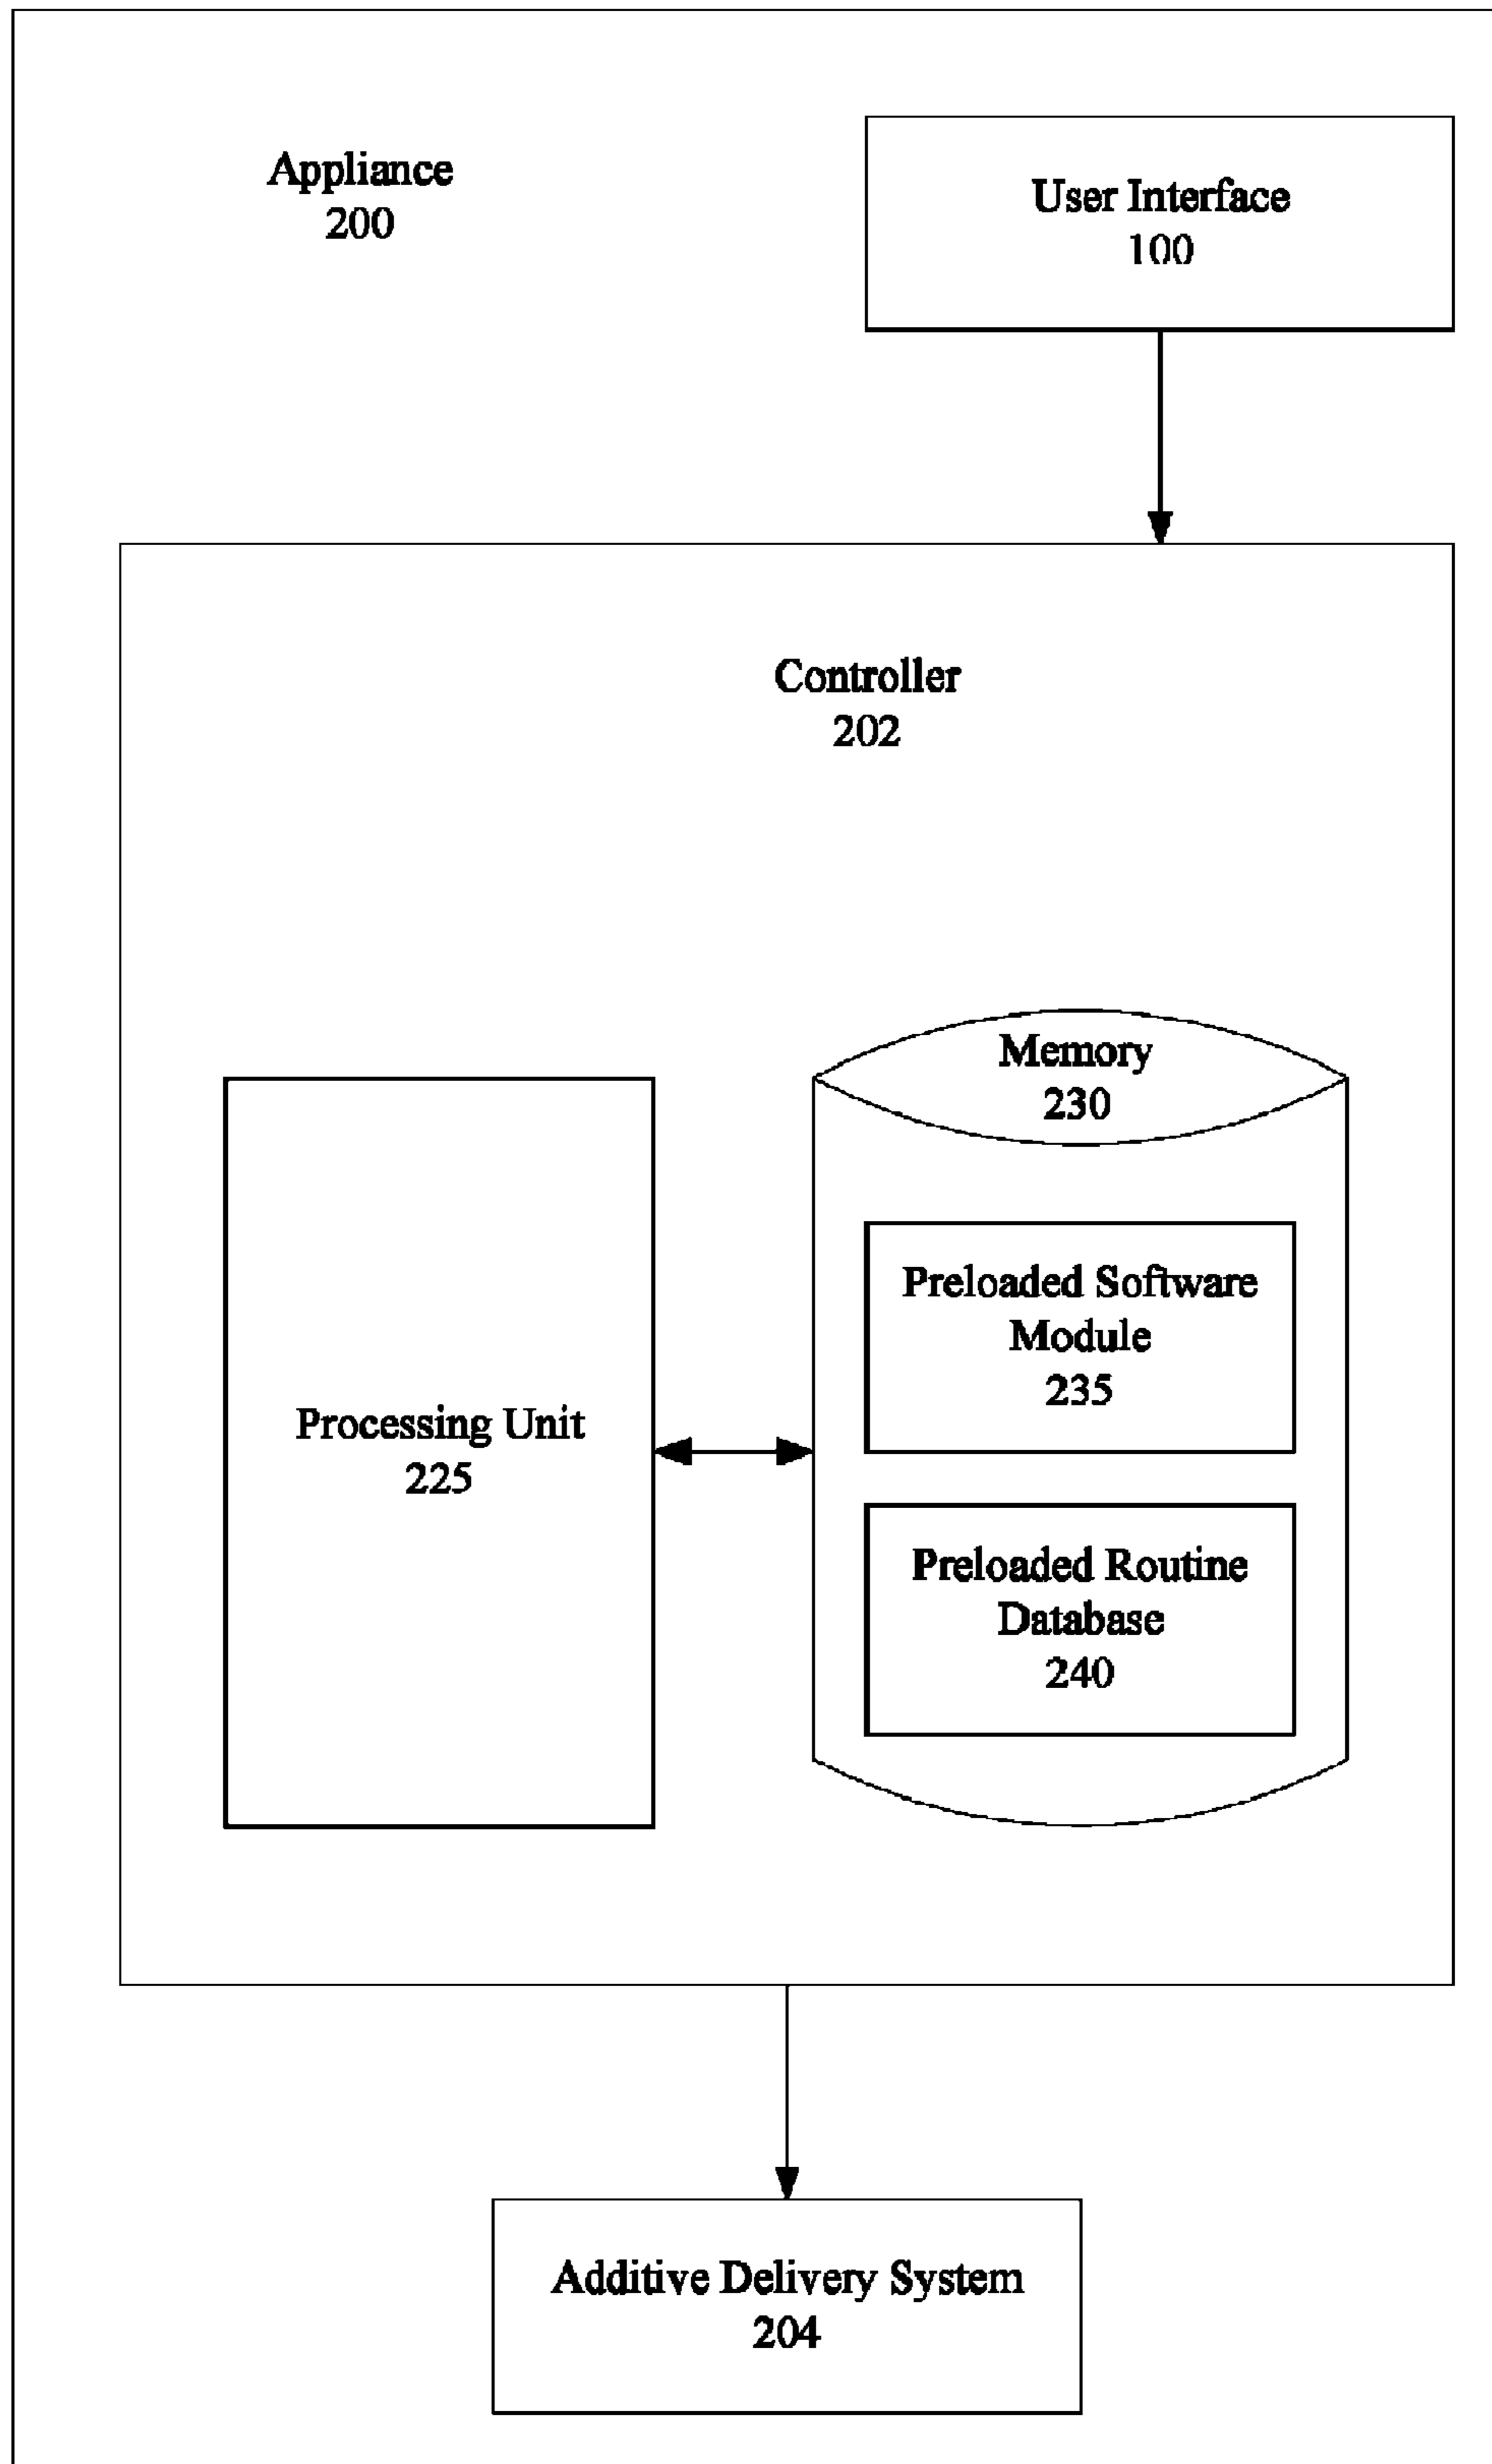 Appliance
200
User Interface
100
Controller
202
Memory
230
Preloaded Software
Module
235
Processing Unit
225
Preloaded Routine
Database
240
Additive Delivery System
204